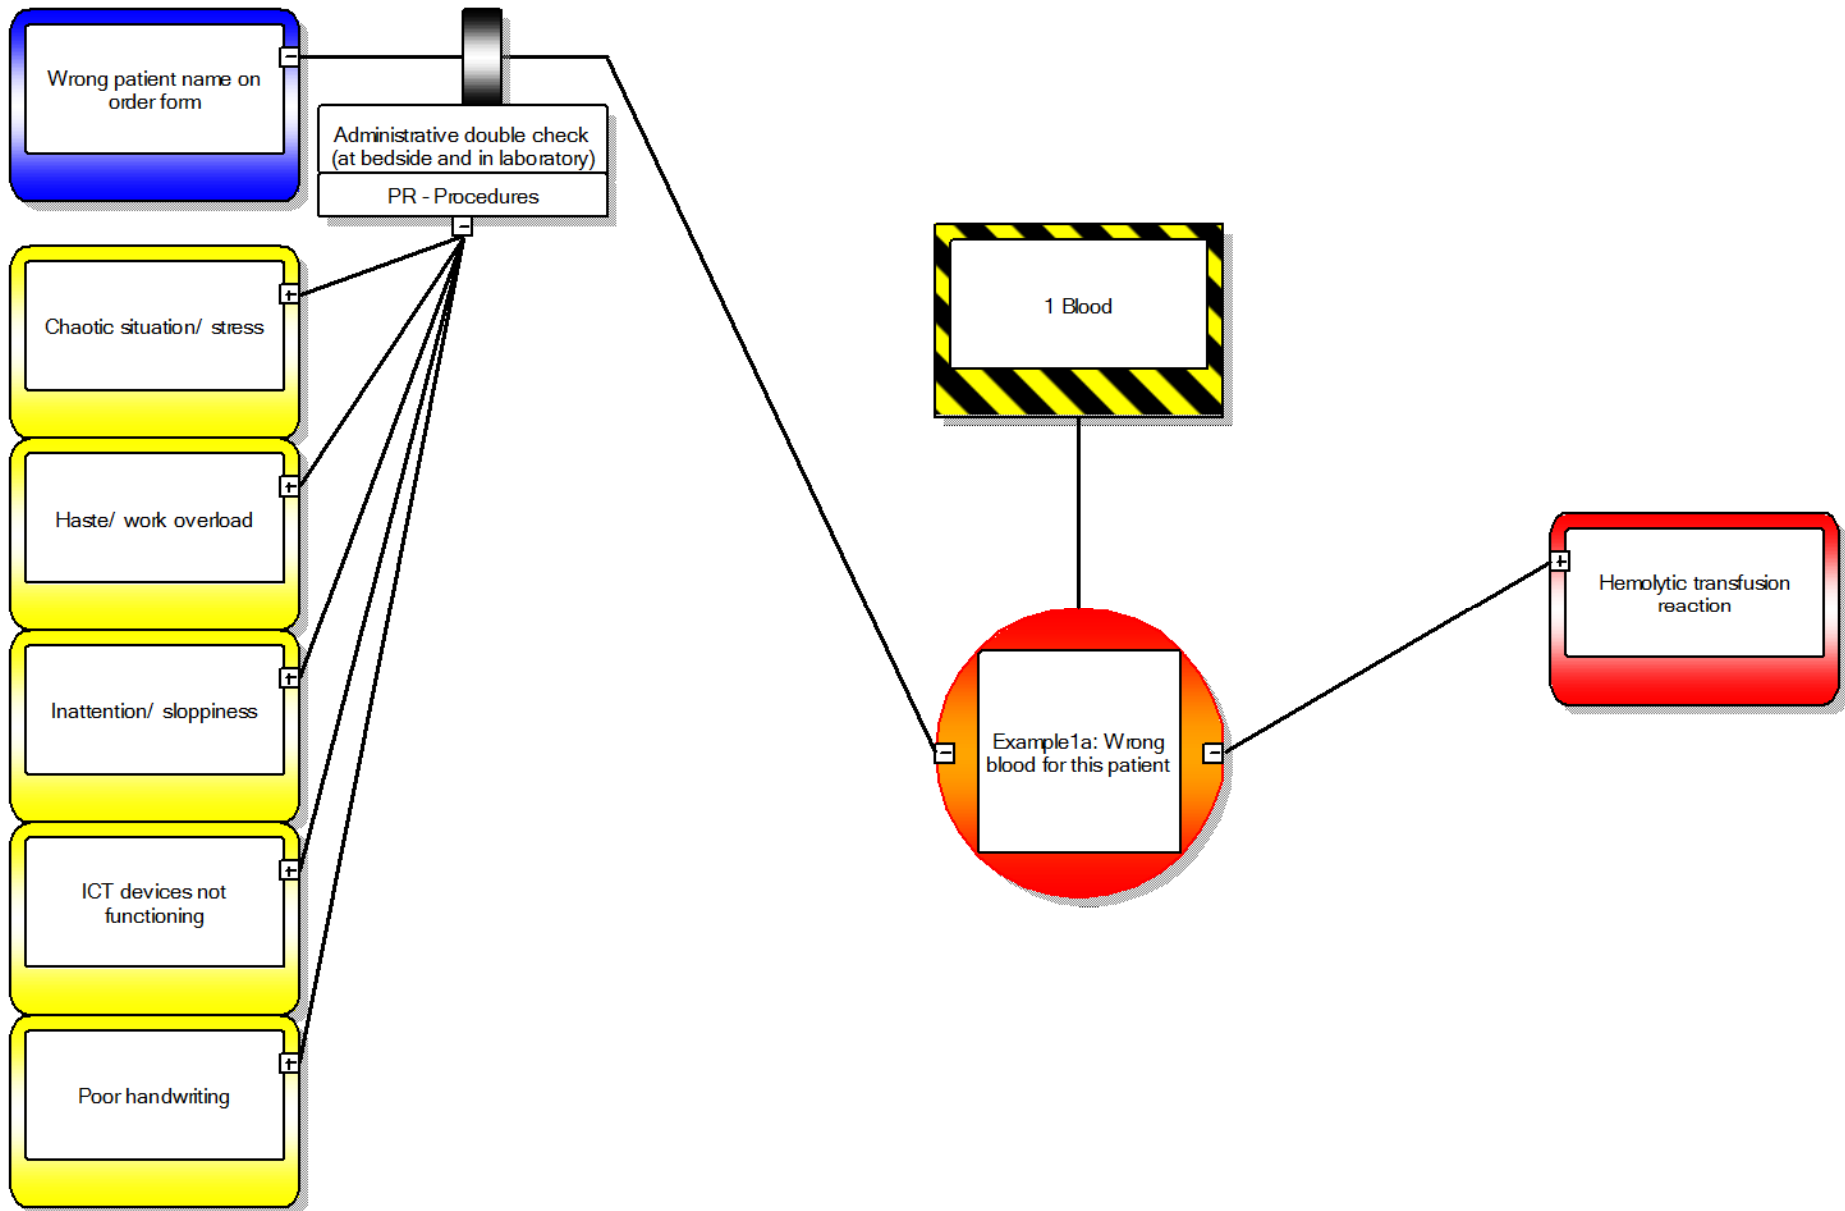 Wrong patient name on
order form
Administrative double check
(at bedside and in laboratory)
PR - Procedures
Chaotic situation/ stress
Haste/ work overload
Inattention/ sloppiness
ICT devices not
functioning
Poor handwriting
1 Blood
Example1a: Wrong
blood for this patient
Hemolytic transfusion
reaction